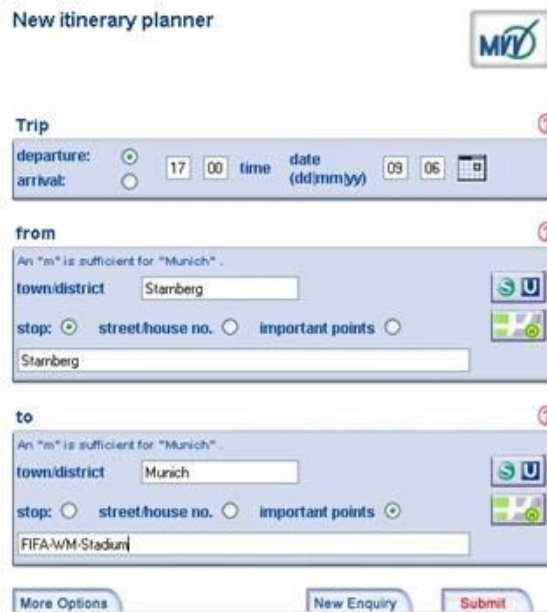 New itinerary planner
MVV
Trip
departure:
arrival:
17 00 time date (dd|mm|yy) 09 06
from
An "m" is sufficient for "Munich" .
town/district Starnberg
stop: street/house no. important points
Starnberg
to
An "m" is sufficient for "Munich" .
town/district Munich
stop: street/house no. important points
FIFA-WM-Stadium
S U
H
S U
H
More Options New Enquiry Submit